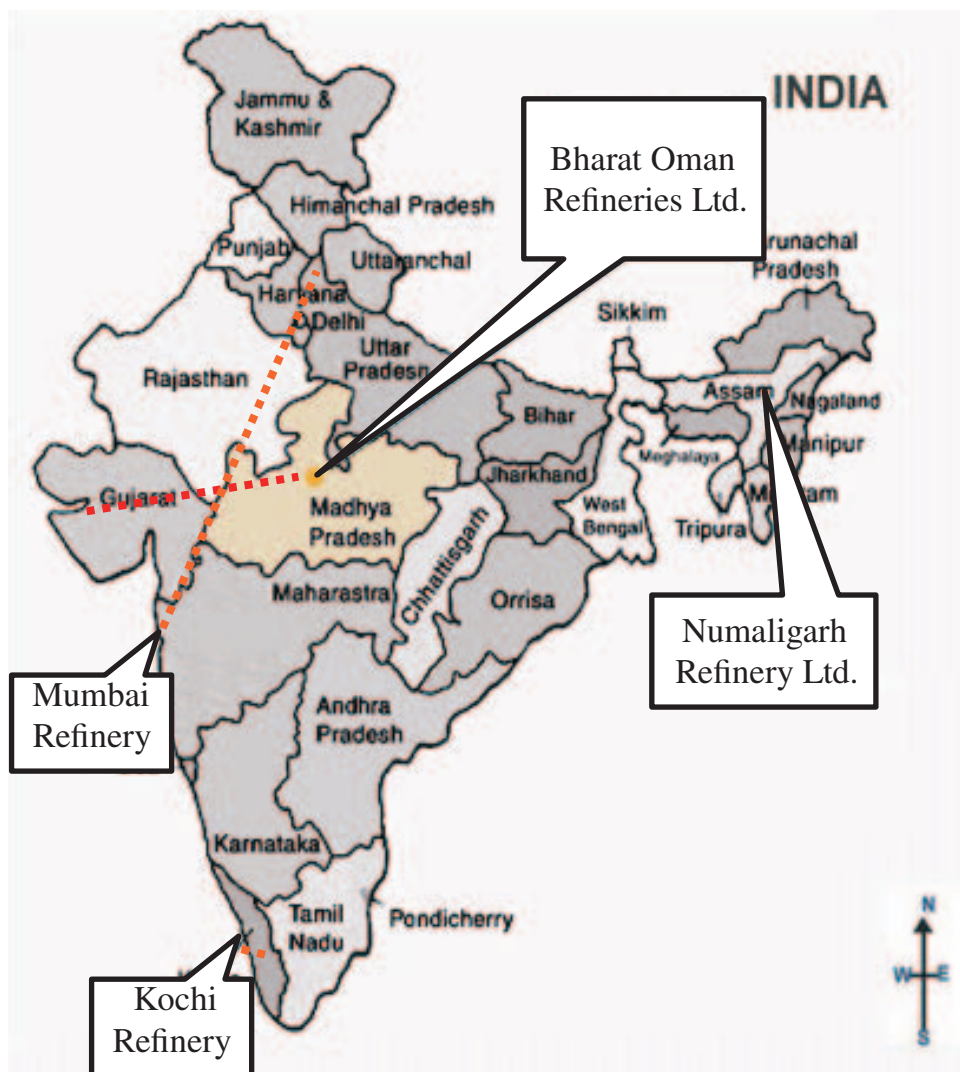 INDIA
Jammu &
Kashmir
Bharat Oman
Refineries Ltd.
Himanchal Pradesh
Punjab
Uttaranchal
runachal
Pradesh
Haryana
Delhi
Sikkim
Uttar
Pradesh
Rajasthan
Assam
Nagaland
Bihar
Manipur
Meghalaya
Jharkhand
Gujarat
West
Bengal
Tripura
Madhya
Pradesh
Chhattisgarh
Maharastra
Orrisa
Numaligarh
Refinery Ltd.
Mumbai
Refinery
Andhra
Pradesh
Karnataka
Tamil
Nadu
Pondicherry
N
W E
S
Kochi
Refinery